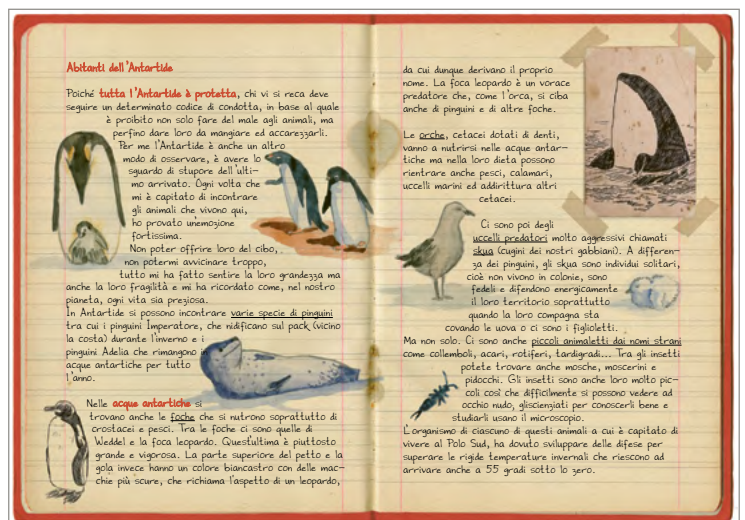 Abitanti dell'Antartide
Poiché tutta l'Antartide è protetta, chi vi si reca deve
seguire un determinato codice di condotta, in base al quale
è proibito non solo fare del male agli animali, ma
perfino dare loro da mangiare ed accarezzarli.
Per me l'Antartide è anche un altro
modo di osservare, è avere lo
sguardo di stupore dell'ulti-
mo arrivato. Ogni volta che
mi è capitato di incontrare
gli animali che vivono qui,
ho provato un'emozione
fortissima.
Non poter offrire loro del cibo,
non potermi avvicinare troppo,
tutto mi ha fatto sentire la loro grandezza ma
anche la loro fragilità e mi ha ricordato come, nel nostro
pianeta, ogni vita sia preziosa.
In Antartide si possono incontrare varie specie di pinguini
tra cui i pinguini Imperatore, che nidificano sul pack (vicino
la costa) durante l'inverno e i
pinguini Adelia che rimangono in
acque antartiche per tutto
l'anno.
Nelle acque antartiche si
trovano anche le foche che si nutrono soprattutto di
crostacei e pesci. Tra le foche ci sono quelle di
Weddel e la foca leopardo. Quest'ultima è piuttosto
grande e vigorosa. La parte superiore del petto e la
gola invece hanno un colore biancastro con delle mac-
chie più scure, che richiama l'aspetto di un leopardo,
da cui dunque derivano il proprio
nome. La foca leopardo è un vorace
predatore che, come l'orca, si ciba
anche di pinguini e di altre foche.
Le orche, cetacei dotati di denti,
vanno a nutrirsi nelle acque antar-
tiche ma nella loro dieta possono
rientrare anche pesci, calamari,
uccelli marini ed addirittura altri
cetacei.
Ci sono poi degli
uccelli predatori molto aggressivi chiamati
skua (cugini dei nostri gabbiani). A differen-
za dei pinguini, gli skua sono individui solitari,
cioè non vivono in colonie, sono
fedeli e difendono energicamente
il loro territorio soprattutto
quando la loro compagna sta
covando le uova o ci sono i figlioletti.
Ma non solo. Ci sono anche piccoli animaletti dai nomi strani
come collemboli, acari, rotiferi, tardigradi... Tra gli insetti
potete trovare anche mosche, moscerini e
pidocchi. Gli insetti sono anche loro molto pic-
coli così che difficilmente si possono vedere ad
occhio nudo, gliscienziati per conoscerli bene e
studiarli usano il microscopio.
L'organismo di ciascuno di questi animali a cui è capitato di
vivere al Polo Sud, ha dovuto sviluppare delle difese per
superare le rigide temperature invernali che riescono ad
arrivare anche a 55 gradi sotto lo zero.